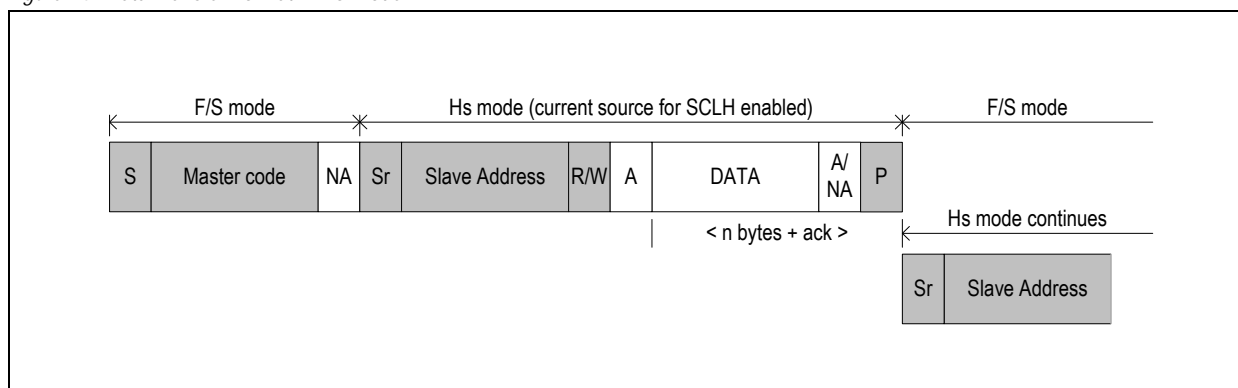 F/S mode Hs mode (current source for SCLH enabled) F/S mode
S Master code NA Sr Slave Address R/W A DATA A/ NA P
< n bytes + ack > Hs mode continues
Sr Slave Address